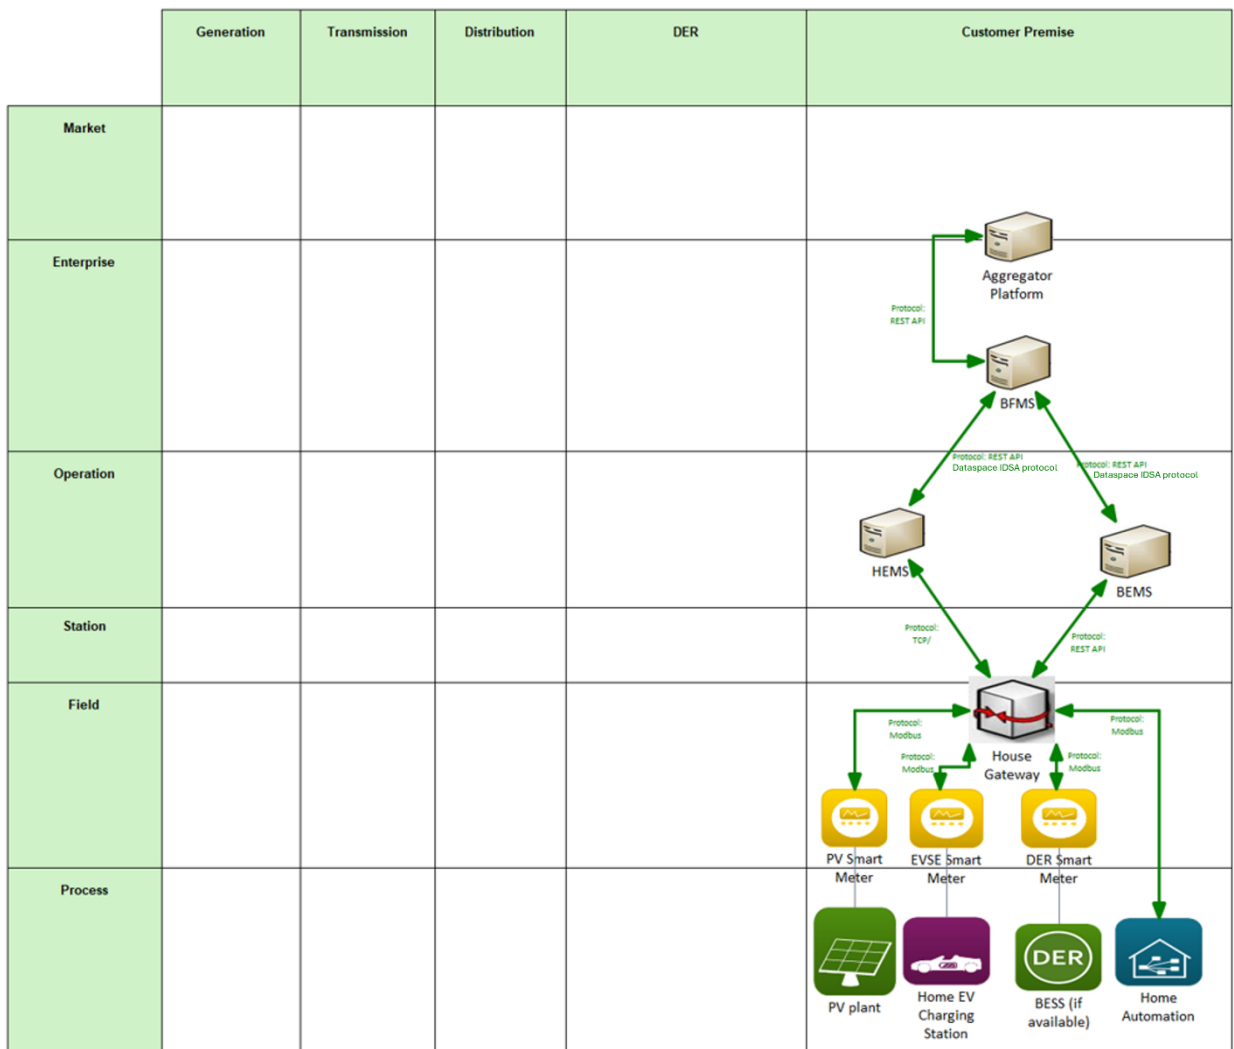 Generation
Transmission
Distribution
DER
Customer Premise
Market
Enterprise
Aggregator
Platform
Protocol:
REST API
BFMS
Operation
Protocol: REST API
Dataspace IDSA protocol
Protocol: REST API
Dataspace IDSA protocol
HEMS
BEMS
Station
Protocol:
TCP/
Protocol:
REST API
Field
Protocol:
Modbus
Protocol:
Modbus
House
Gateway
Protocol:
Modbus
Protocol:
Modbus
PV Smart
Meter
EVSE Smart
Meter
DER Smart
Meter
Process
DER
PV plant
Home EV
Charging
Station
BESS (if
available)
Home
Automation